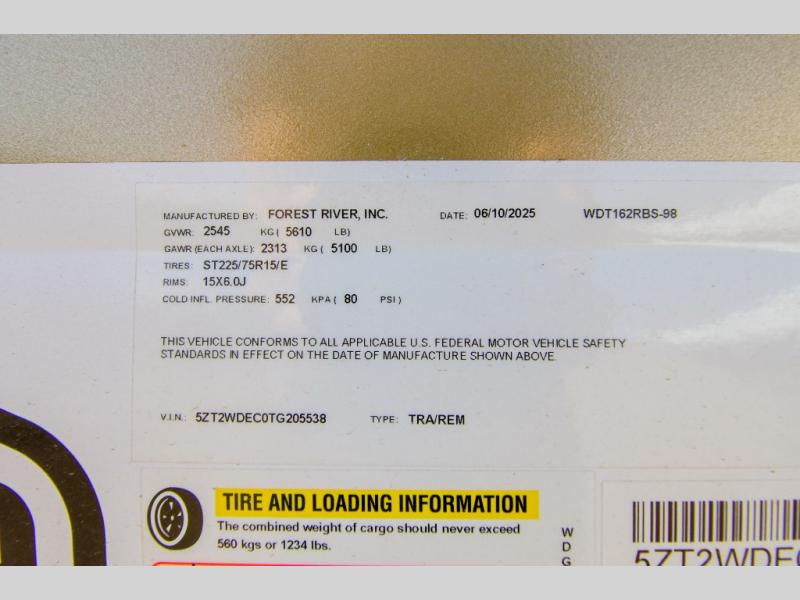 MANUFACTURED BY: FOREST RIVER, INC. DATE: 06/10/2025 WDT162RBS-98
GVWR: 2545 KG ( 5610 LB)
GAWR (EACH AXLE): 2313 KG ( 5100 LB)
TIRES: ST225/75R15/E
RIMS: 15X6.0J
COLD INFL. PRESSURE: 552 KPA ( 80 PSI )
THIS VEHICLE CONFORMS TO ALL APPLICABLE U.S. FEDERAL MOTOR VEHICLE SAFETY
STANDARDS IN EFFECT ON THE DATE OF MANUFACTURE SHOWN ABOVE.
V.I.N.: 5ZT2WDEC0TG205538 TYPE: TRA/REM
TIRE AND LOADING INFORMATION
The combined weight of cargo should never exceed
560 kgs or 1234 lbs.
W
D
G
5ZT2WDEC